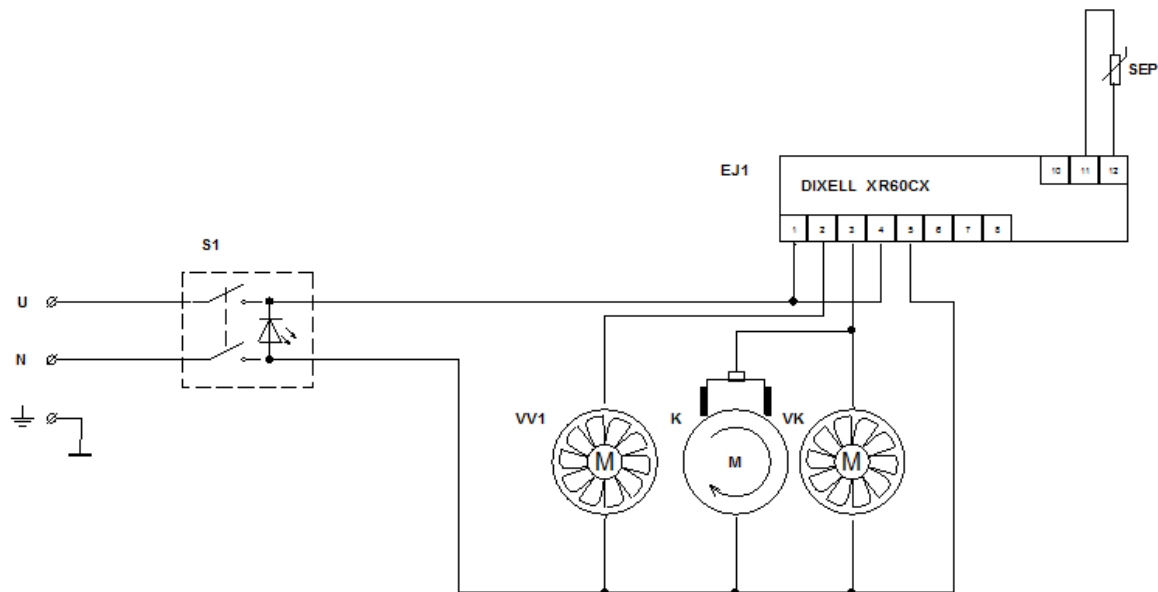 SEP
EJ1
DIXELL XR60CX
10 11 12
1 2 3 4 5 6 7 8
S1
U
N
VV1
K
VK
M
M
M